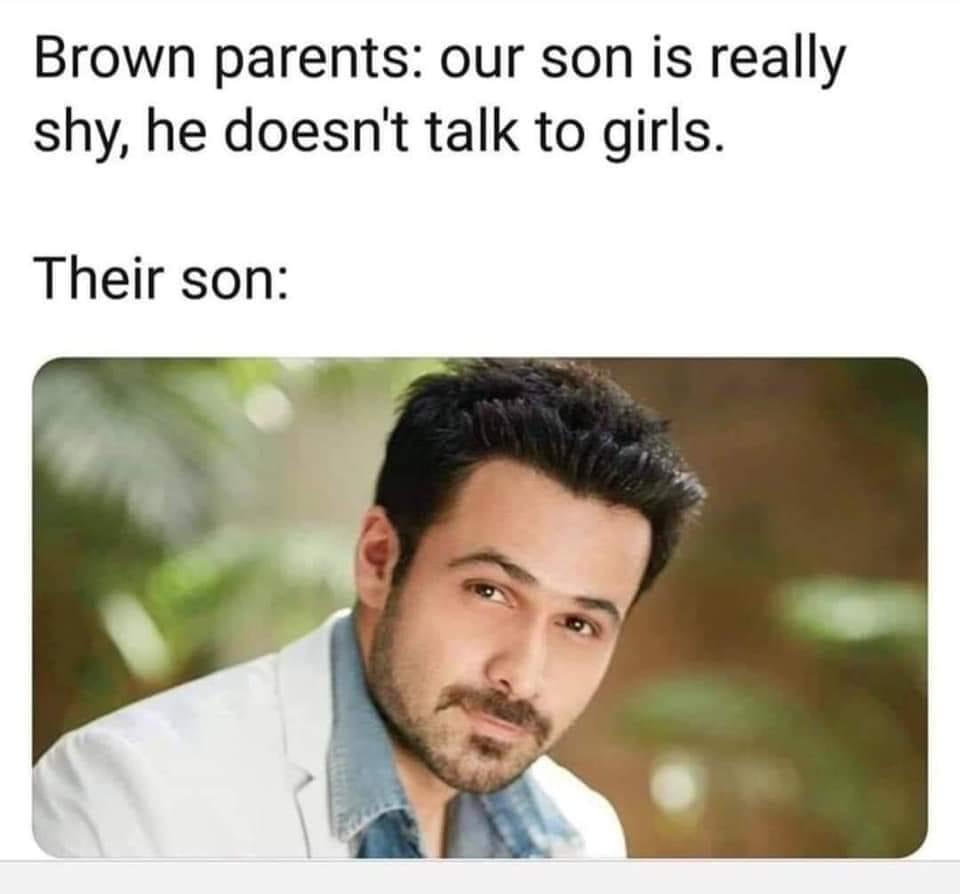 Brown parents: our son is really
shy, he doesn't talk to girls.
Their son: